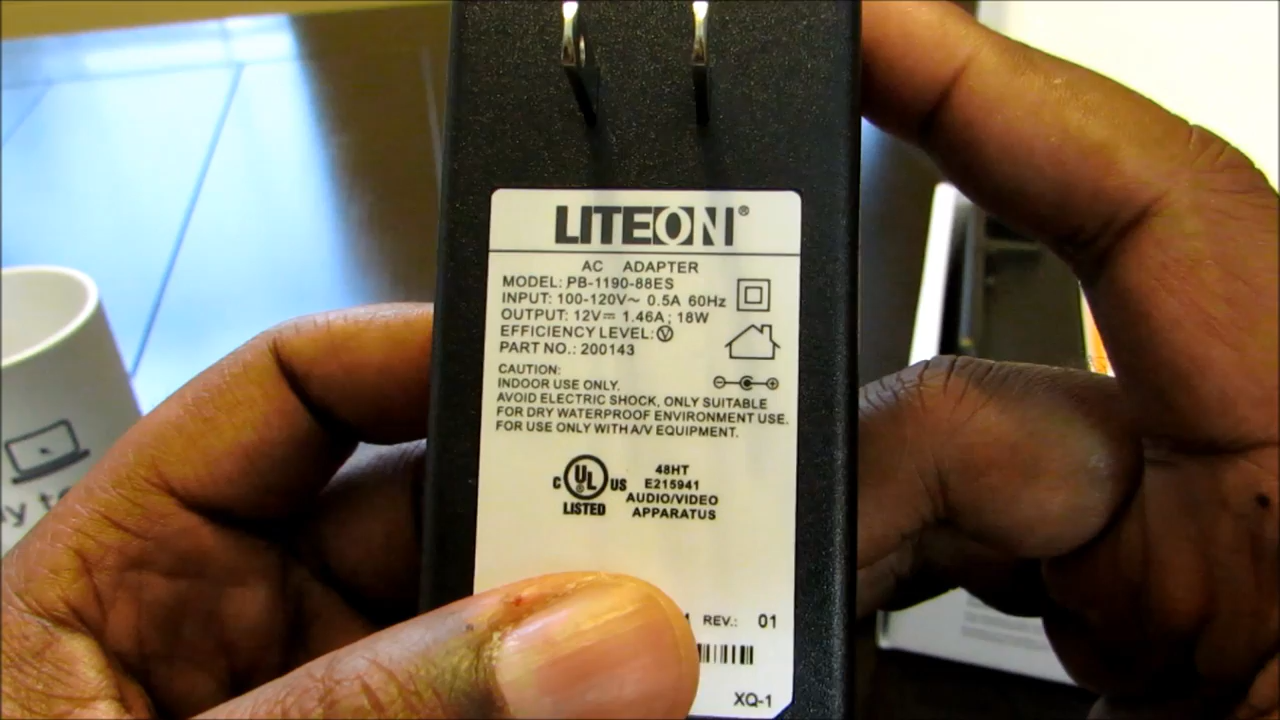 LITEON®
AC ADAPTER
MODEL: PB-1190-88ES
INPUT: 100-120V~ 0.5A 60Hz
OUTPUT: 12V⎓ 1.46A; 18W
EFFICIENCY LEVEL: Ⓥ
PART NO.: 200143
CAUTION:
INDOOR USE ONLY.
AVOID ELECTRIC SHOCK, ONLY SUITABLE
FOR DRY WATERPROOF ENVIRONMENT USE.
FOR USE ONLY WITH A/V EQUIPMENT.
C UL® US
LISTED
48HT
E215941
AUDIO/VIDEO
APPARATUS
REV.: 01
XQ-1